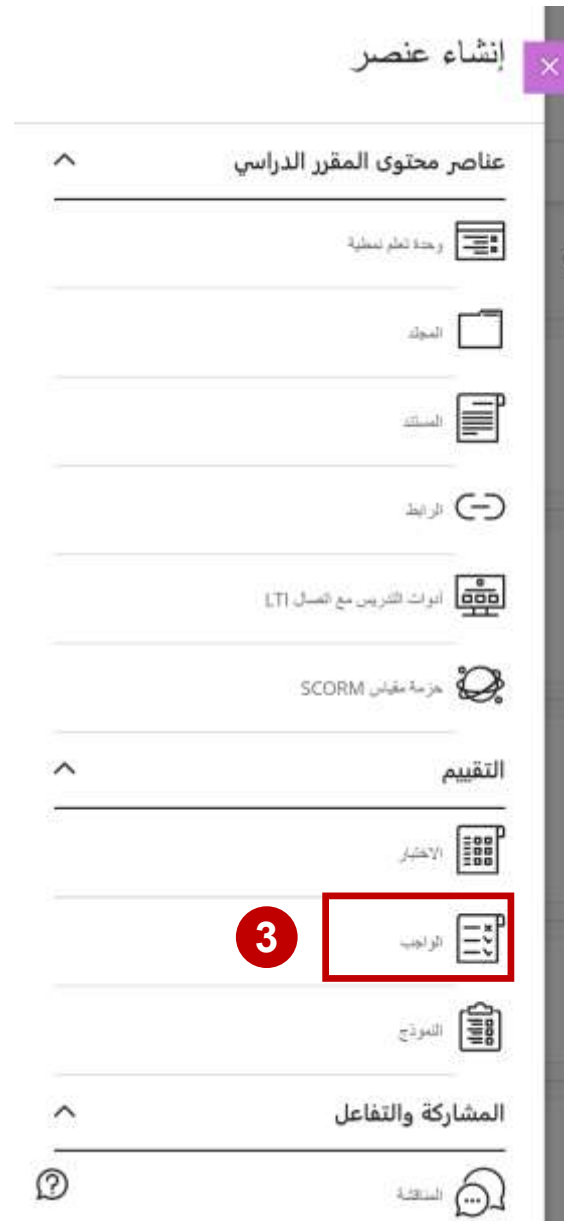 إنشاء عنصر
عناصر محتوى المقرر الدراسي
وحدة تعلم نمطية
المجلد
المستند
الرابط
أدوات التدريس مع اتصال LTI
حزمة مقياس SCORM
التقييم
الاختبار
3 الواجب
النموذج
المشاركة والتفاعل
المناقشة